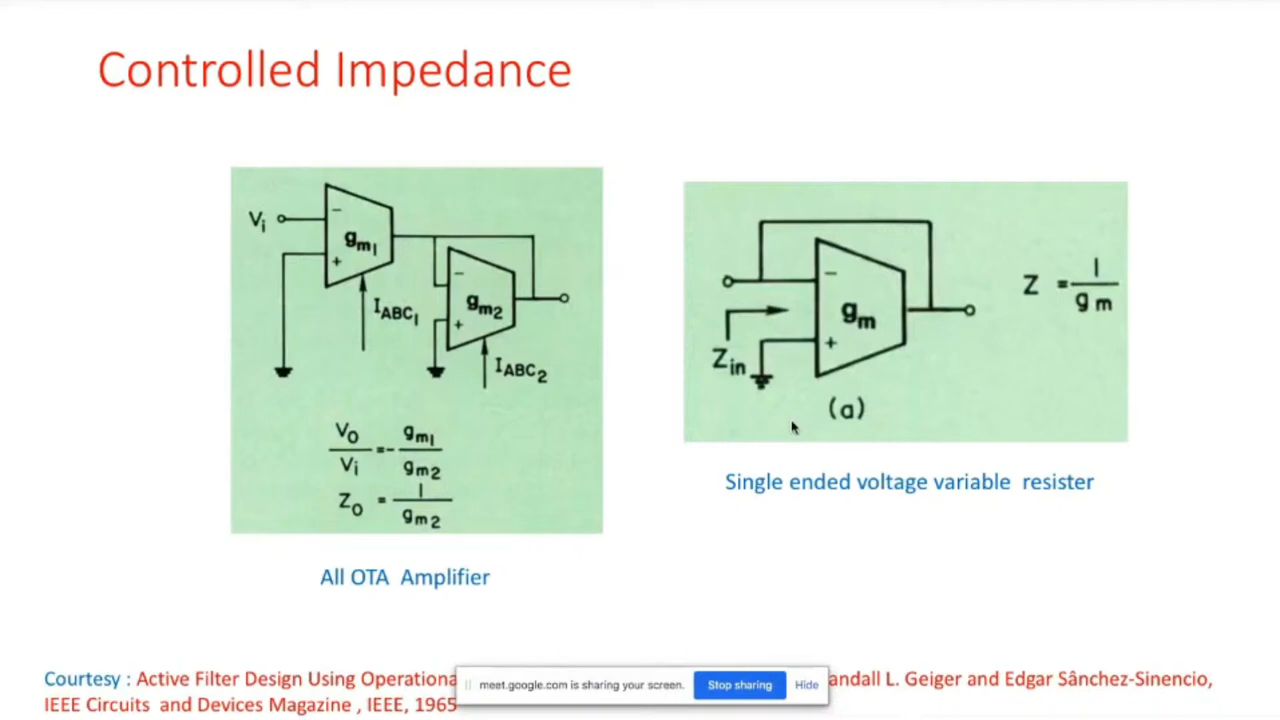 Controlled Impedance
Vi
−
gm1
+
IABC1
−
gm2
+
IABC2
Vo/Vi = - gm1/gm2
Zo = 1/gm2
All OTA Amplifier
−
gm
+
Zin
(a)
Z = 1/gm
Single ended voltage variable resister
Courtesy : Active Filter Design Using Operationa andall L. Geiger and Edgar Sânchez-Sinencio,
IEEE Circuits and Devices Magazine , IEEE, 1965
meet.google.com is sharing your screen. Stop sharing Hide